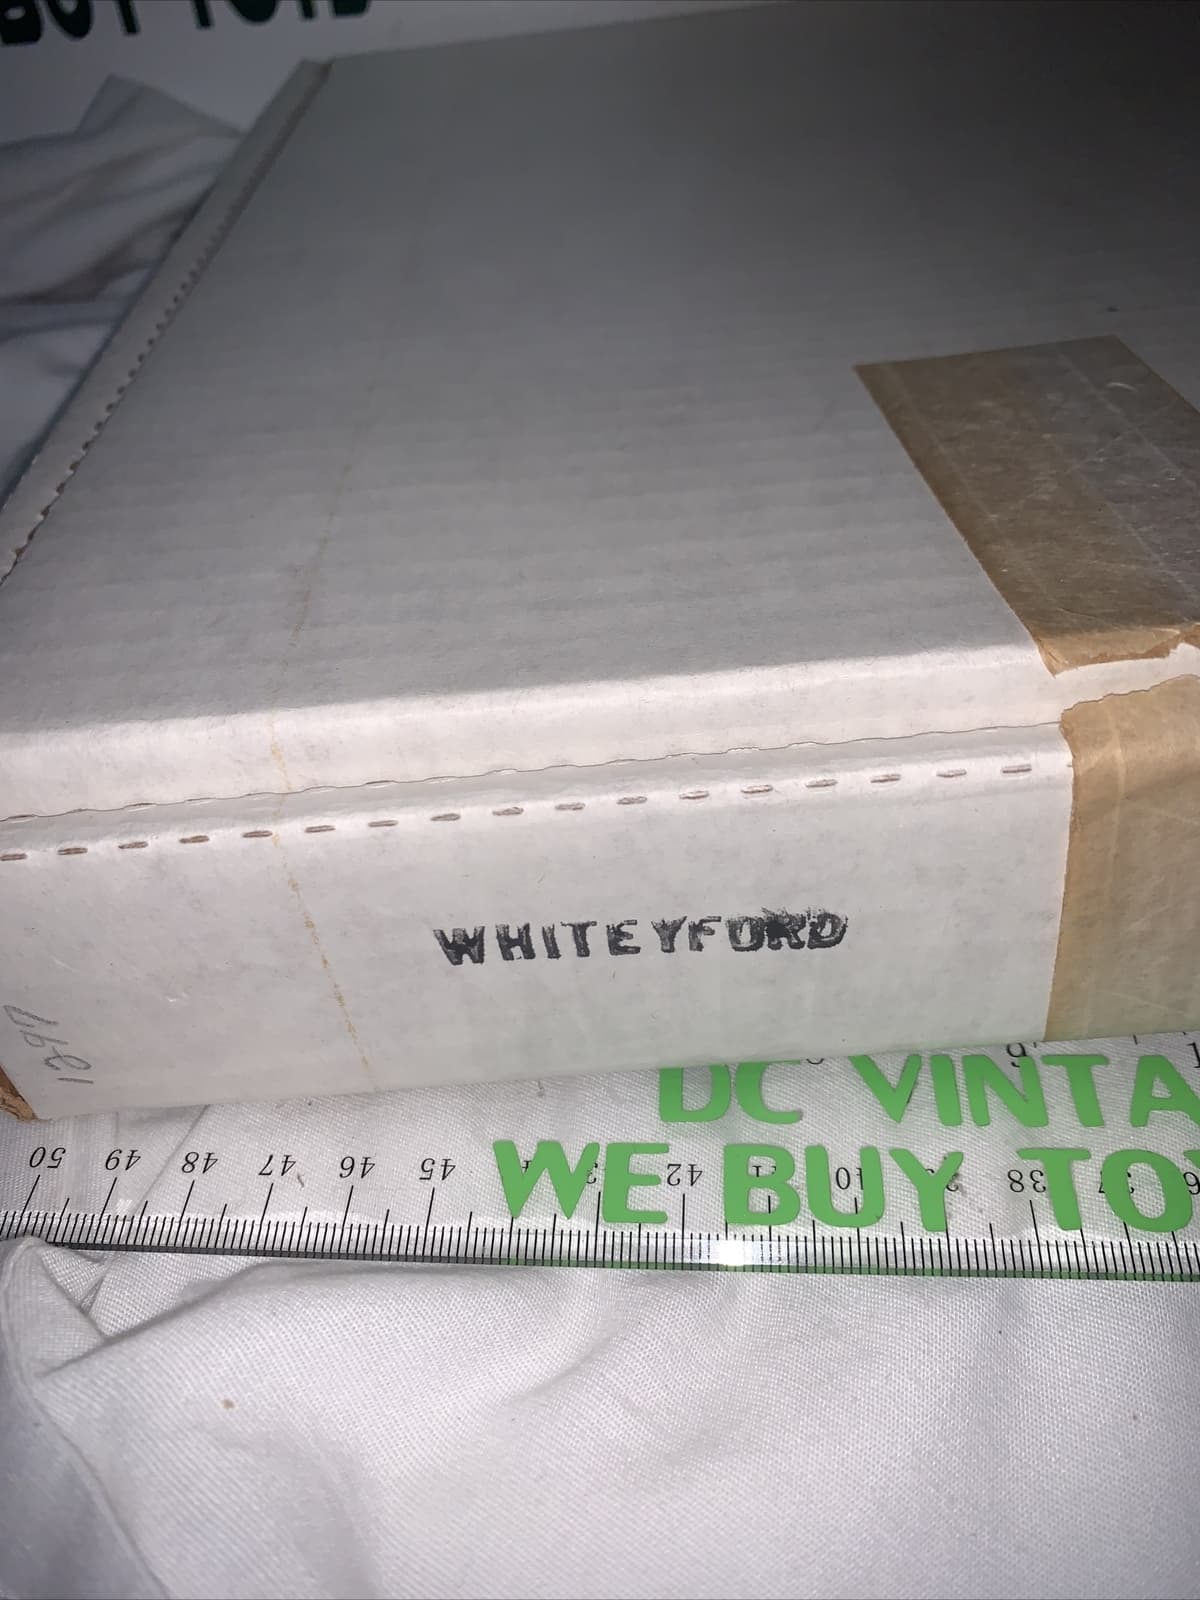 WHITEYFORD
DC VINTA
WE BUY TO
50 49 48 47 46 45 42 38